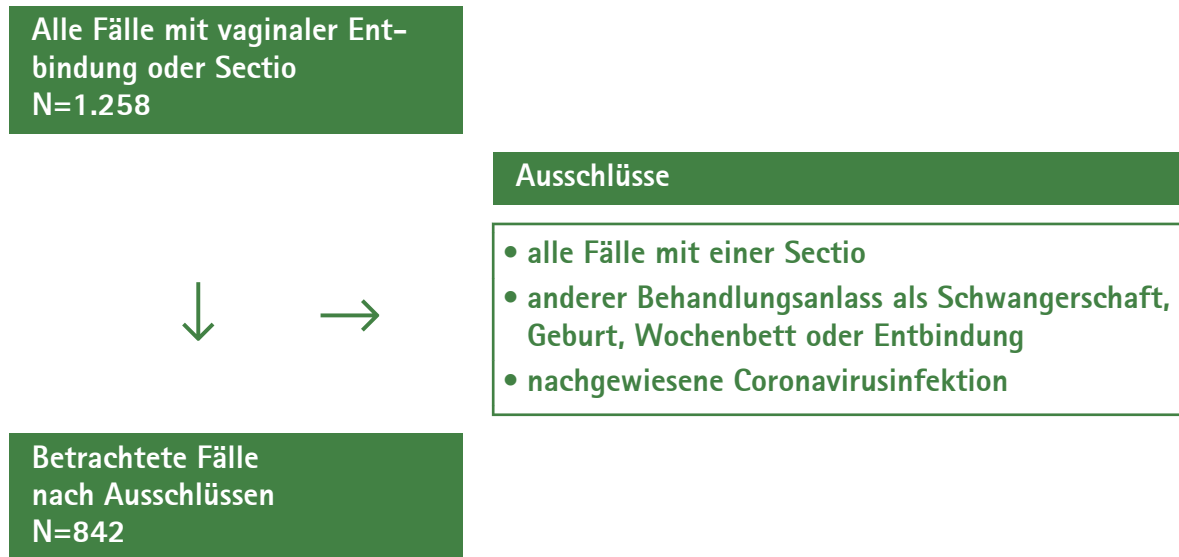 Alle Fälle mit vaginaler Ent-
bindung oder Sectio
N=1.258
Ausschlüsse
• alle Fälle mit einer Sectio
• anderer Behandlungsanlass als Schwangerschaft,
Geburt, Wochenbett oder Entbindung
• nachgewiesene Coronavirusinfektion
Betrachtete Fälle
nach Ausschlüssen
N=842